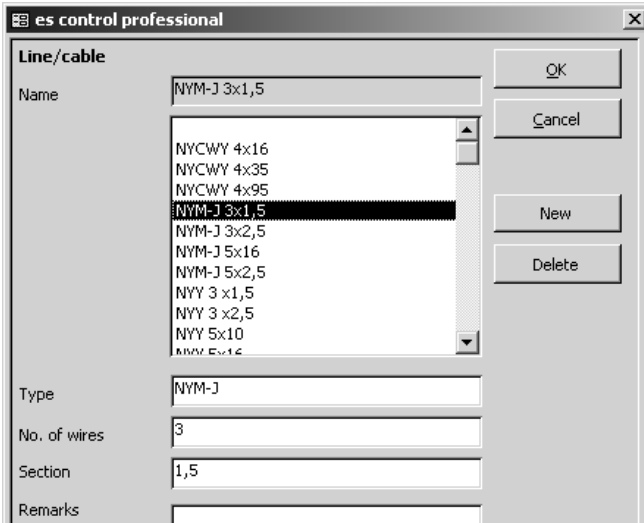 es control professional
Line/cable
OK
Name
NYM-J 3x1,5
Cancel
NYCWY 4x16
NYCWY 4x35
NYCWY 4x95
NYM-J 3x1,5
New
NYM-J 3x2,5
NYM-J 5x16
Delete
NYM-J 5x2,5
NYY 3 x1,5
NYY 3 x2,5
NYY 5x10
NYY 5x16
Type
NYM-J
No. of wires
3
Section
1,5
Remarks